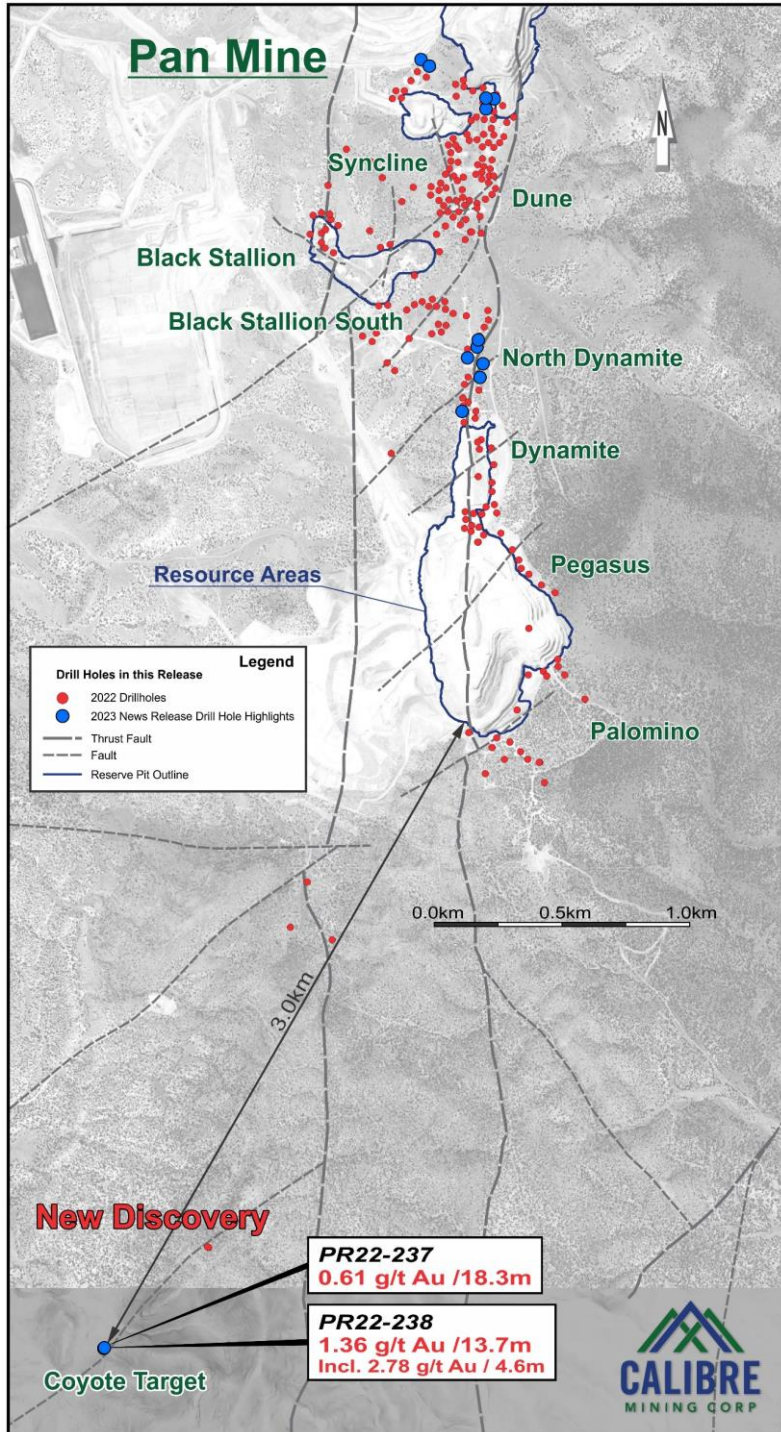 Pan Mine
N
Syncline
Dune
Black Stallion
Black Stallion South
North Dynamite
Dynamite
Pegasus
Resource Areas
Legend
Drill Holes in this Release
2022 Drillholes
2023 News Release Drill Hole Highlights
Thrust Fault
Fault
Reserve Pit Outline
Palomino
0.0km 0.5km 1.0km
3.0km
New Discovery
PR22-237
0.61 g/t Au /18.3m
PR22-238
1.36 g/t Au /13.7m
Incl. 2.78 g/t Au / 4.6m
Coyote Target
CALIBRE
MINING CORP